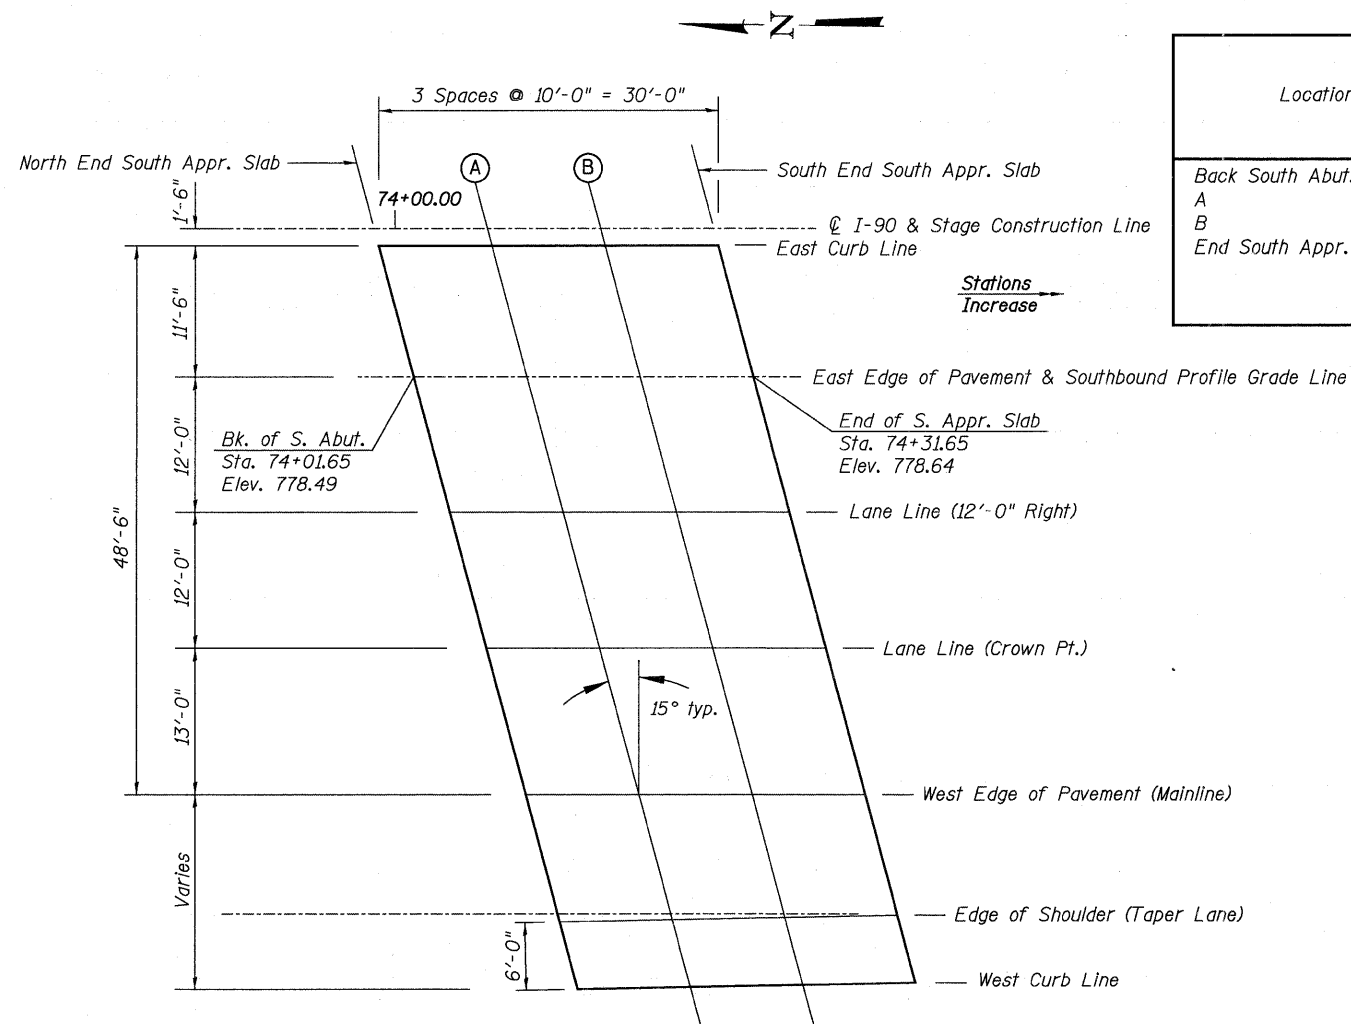 N
3 Spaces @ 10'-0" = 30'-0"
Location
North End South Appr. Slab
A
B
South End South Appr. Slab
Back South Abut.
A
B
End South Appr.
1'-6"
74+00.00
℄ I-90 & Stage Construction Line
East Curb Line
Stations
Increase
11'-6"
East Edge of Pavement & Southbound Profile Grade Line
Bk. of S. Abut.
Sta. 74+01.65
Elev. 778.49
End of S. Appr. Slab
Sta. 74+31.65
Elev. 778.64
12'-0"
Lane Line (12'-0" Right)
48'-6"
12'-0"
Lane Line (Crown Pt.)
15° typ.
13'-0"
West Edge of Pavement (Mainline)
Varies
Edge of Shoulder (Taper Lane)
6'-0"
West Curb Line